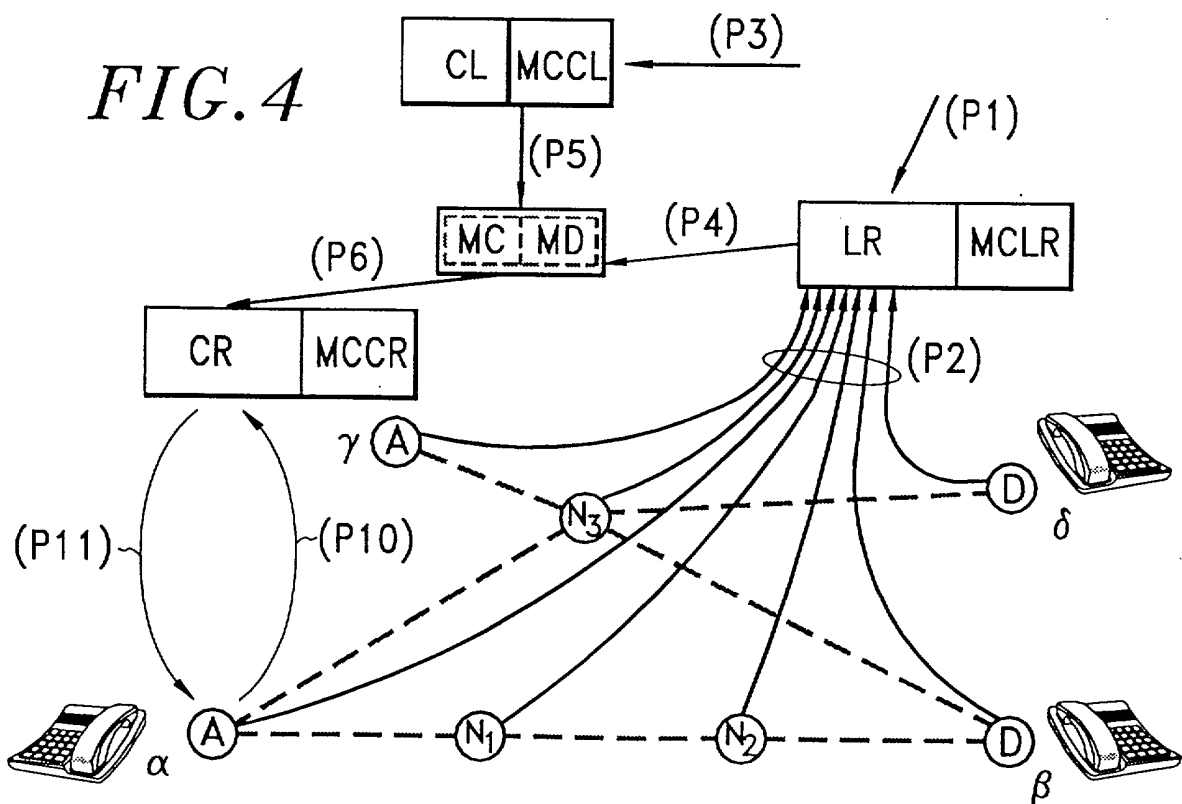 FIG. 4
CL MCCL
(P3)
(P1)
(P5)
MC MD
(P4)
LR MCLR
(P6)
CR MCCR
(P2)
γ A
N3
D
δ
(P11)
(P10)
A
α
N1
N2
D
β